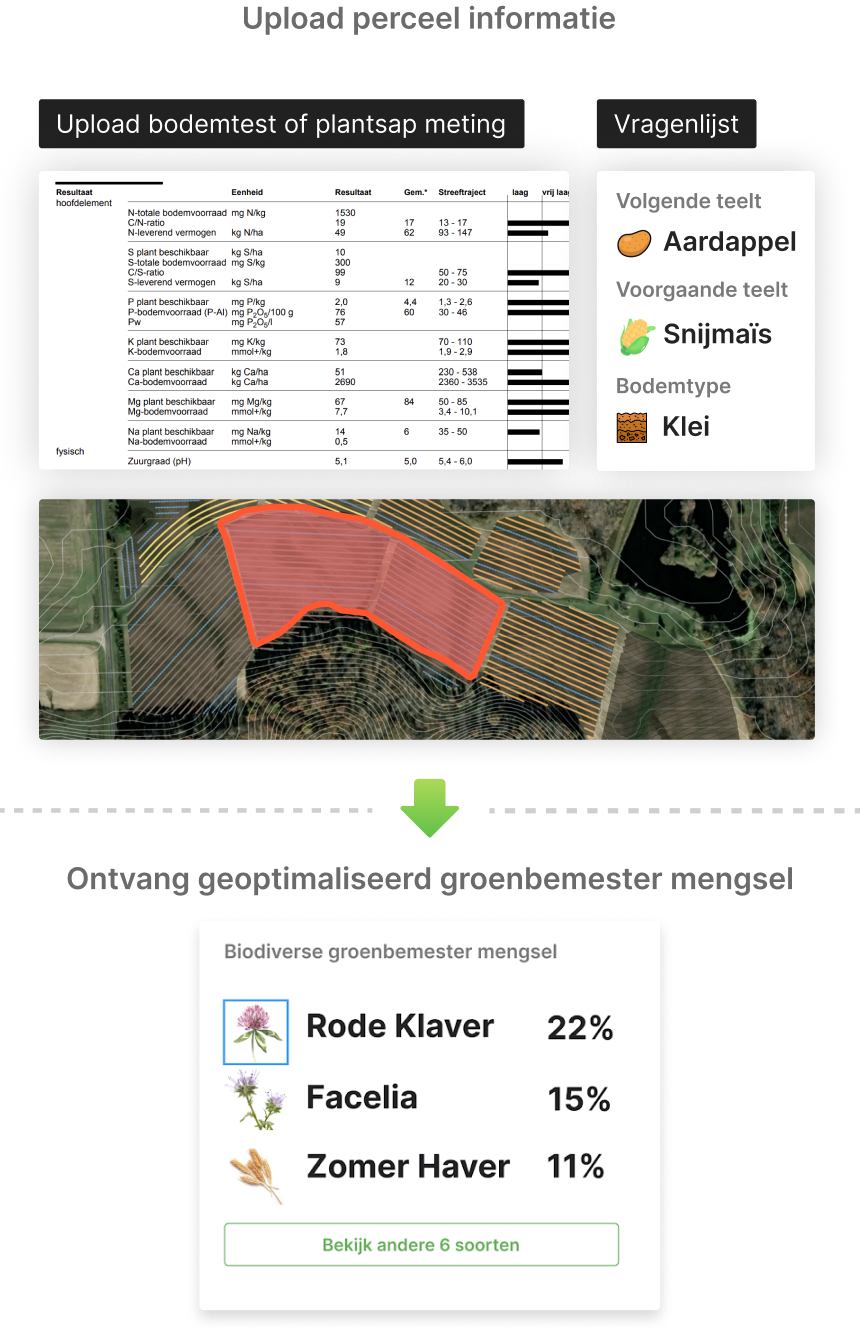 Upload perceel informatie
Upload bodemtest of plantsap meting
Vragenlijst
Resultaat Eenheid Resultaat Gem.* Streeftraject laag vrij laag
hoofdelement
N-totale bodemvoorraad mg N/kg 1530
C/N-ratio 19 17 13 - 17
N-leverend vermogen kg N/ha 49 62 93 - 147
S plant beschikbaar kg S/ha 10
S-totale bodemvoorraad mg S/kg 300
C/S-ratio 99 50 - 75
S-leverend vermogen kg S/ha 9 12 20 - 30
P plant beschikbaar mg P/kg 2,0 4,4 1,3 - 2,6
P-bodemvoorraad (P-Al) mg P₂O₅/100 g 76 60 30 - 46
Pw mg P₂O₅/l 57
K plant beschikbaar mg K/kg 73 70 - 110
K-bodemvoorraad mmol+/kg 1,8 1,9 - 2,9
Ca plant beschikbaar kg Ca/ha 51 230 - 538
Ca-bodemvoorraad kg Ca/ha 2690 2360 - 3535
Mg plant beschikbaar mg Mg/kg 67 84 50 - 85
Mg-bodemvoorraad mmol+/kg 7,7 3,4 - 10,1
Na plant beschikbaar mg Na/kg 14 6 35 - 50
Na-bodemvoorraad mmol+/kg 0,5
fysisch
Zuurgraad (pH) 5,1 5,0 5,4 - 6,0
Volgende teelt
Aardappel
Voorgaande teelt
Snijmaïs
Bodemtype
Klei
Ontvang geoptimaliseerd groenbemester mengsel
Biodiverse groenbemester mengsel
Rode Klaver 22%
Facelia 15%
Zomer Haver 11%
Bekijk andere 6 soorten